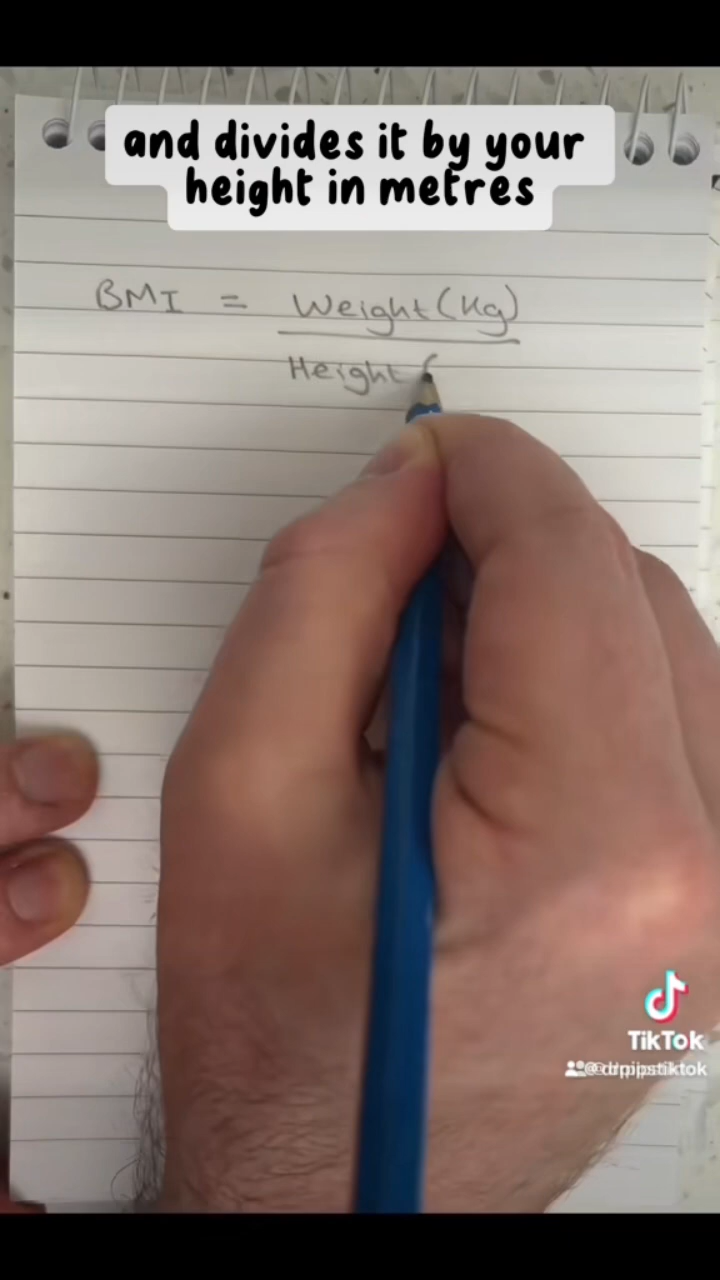 and divides it by your
height in metres
BMI = Weight (Kg)
Height (
TikTok